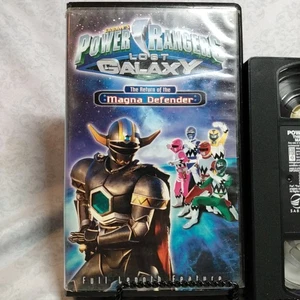 POWER RANGERS
LOST
GALAXY
The Return of the
Magna Defender
Full Length Feature